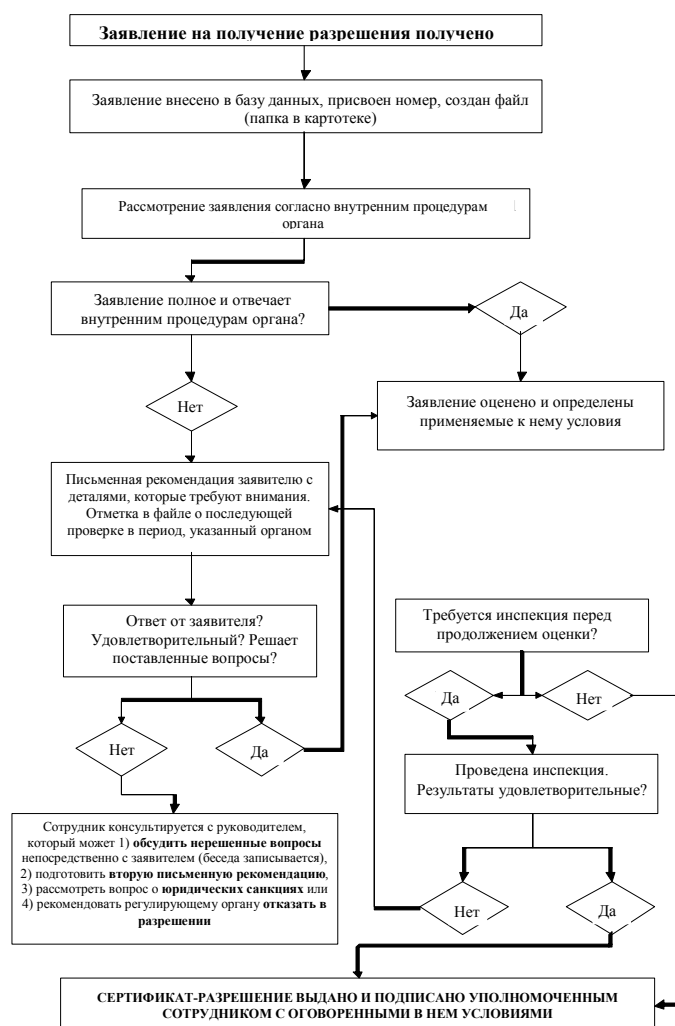 Заявление на получение разрешения получено
Заявление внесено в базу данных, присвоен номер, создан файл
(папка в картотеке)
Рассмотрение заявления согласно внутренним процедурам
органа
Заявление полное и отвечает
внутренним процедурам органа?
Да
Нет
Заявление оценено и определены
применяемые к нему условия
Письменная рекомендация заявителю с
деталями, которые требуют внимания.
Отметка в файле о последующей
проверке в период, указанный органом
Ответ от заявителя?
Удовлетворительный? Решает
поставленные вопросы?
Нет
Да
Требуется инспекция перед
продолжением оценки?
Да
Нет
Проведена инспекция.
Результаты удовлетворительные?
Нет
Да
Сотрудник консультируется с руководителем,
который может 1) обсудить нерешенные вопросы
непосредственно с заявителем (беседа записывается),
2) подготовить вторую письменную рекомендацию,
3) рассмотреть вопрос о юридических санкциях или
4) рекомендовать регулирующему органу отказать в
разрешении
СЕРТИФИКАТ-РАЗРЕШЕНИЕ ВЫДАНО И ПОДПИСАНО УПОЛНОМОЧЕННЫМ
СОТРУДНИКОМ С ОГОВОРЕННЫМИ В НЕМ УСЛОВИЯМИ